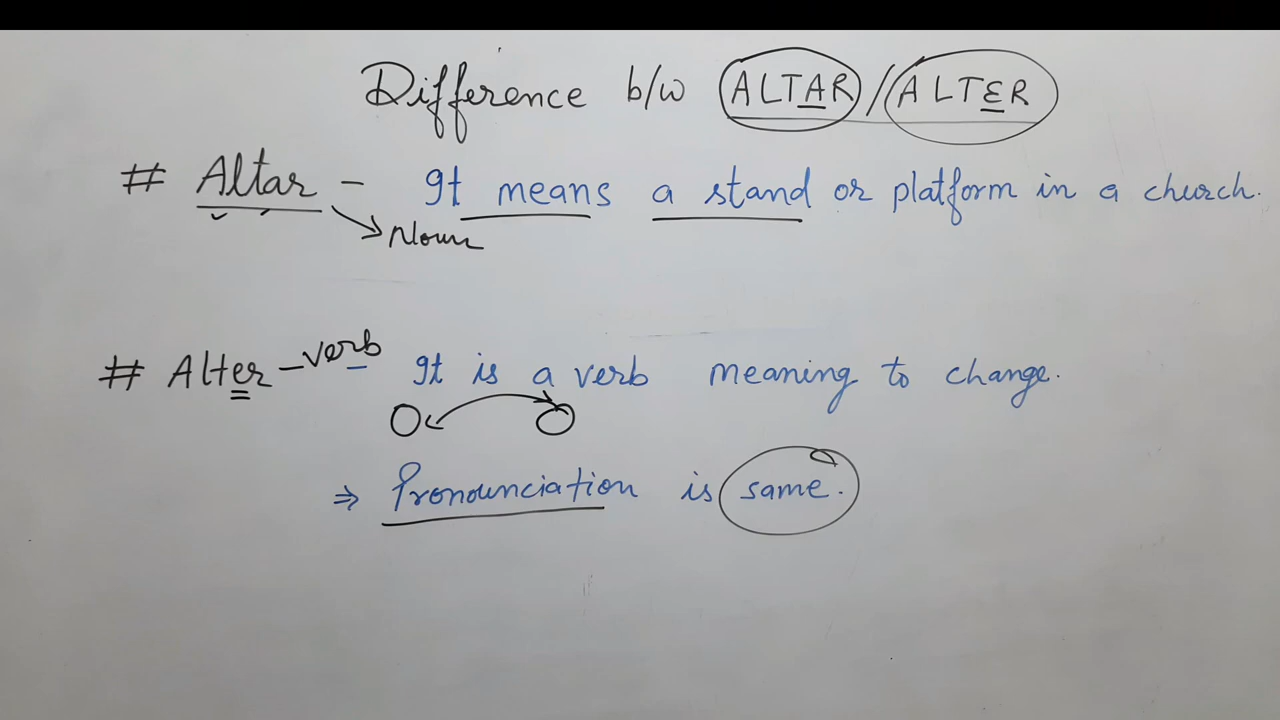 Difference b/w ALTAR/ALTER
# Altar - It means a stand or platform in a church.
Noun
# Alter - verb It is a verb meaning to change.
⇒ Pronounciation is same.